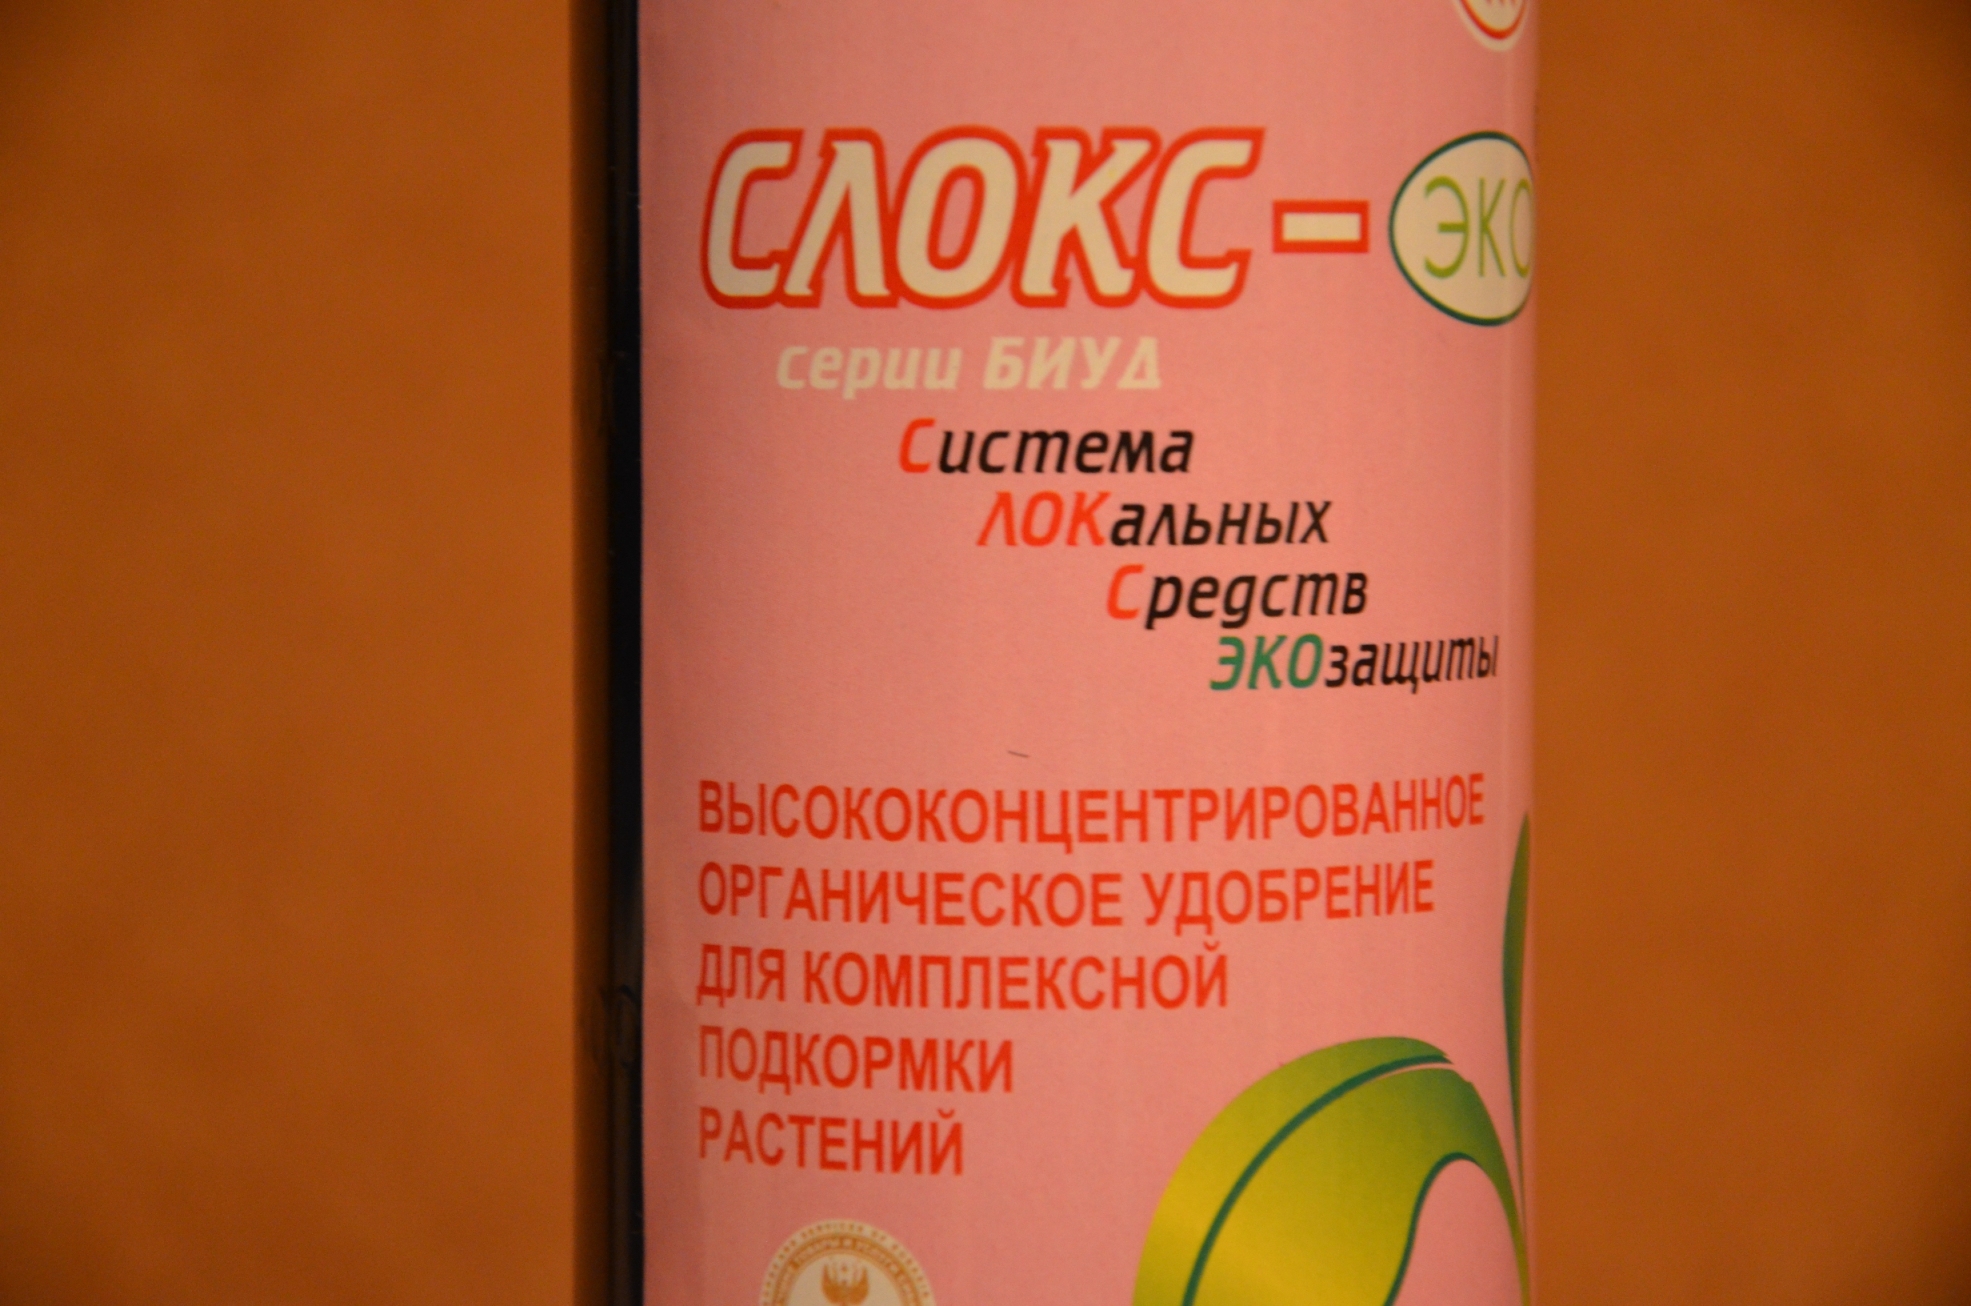 СЛОКС-ЭКО
серии БИУД
Система
ЛОКальных
Средств
ЭКОзащиты
ВЫСОКОКОНЦЕНТРИРОВАННОЕ
ОРГАНИЧЕСКОЕ УДОБРЕНИЕ
ДЛЯ КОМПЛЕКСНОЙ
ПОДКОРМКИ
РАСТЕНИЙ